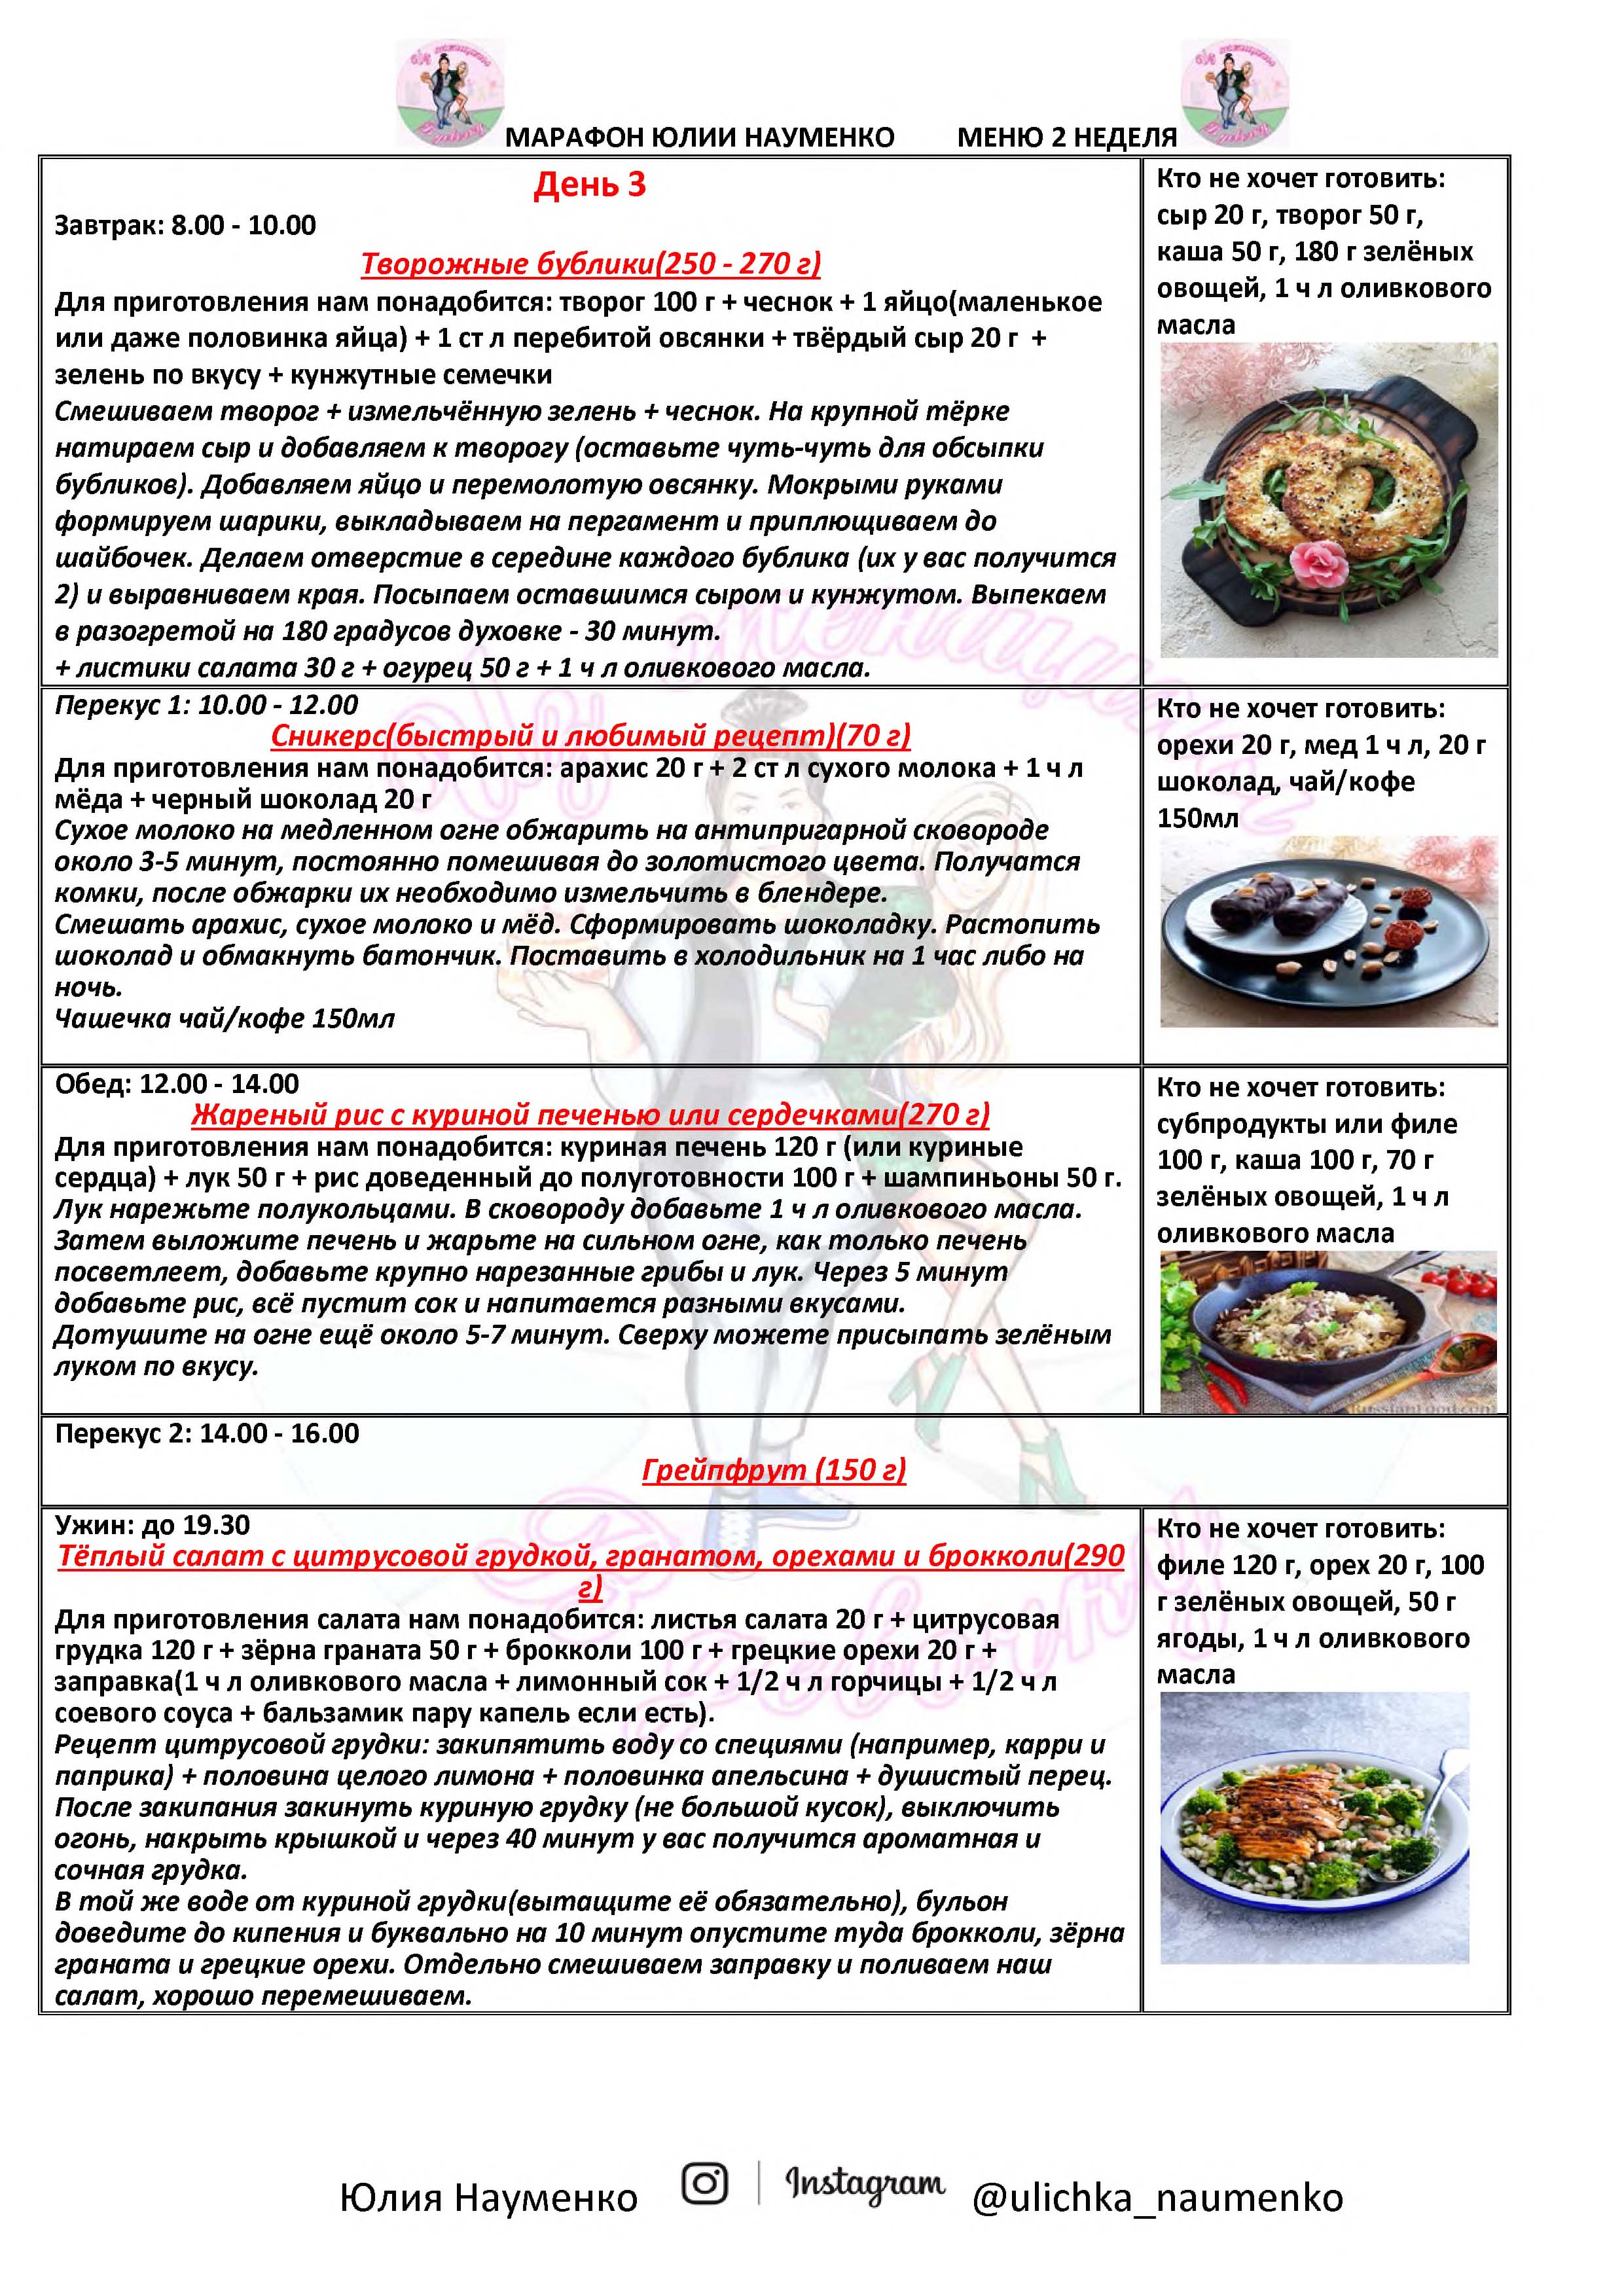 МАРАФОН ЮЛИИ НАУМЕНКО МЕНЮ 2 НЕДЕЛЯ
День 3
Завтрак: 8.00 - 10.00
Творожные бублики(250 - 270 г)
Для приготовления нам понадобится: творог 100 г + чеснок + 1 яйцо(маленькое
или даже половинка яйца) + 1 ст л перебитой овсянки + твёрдый сыр 20 г +
зелень по вкусу + кунжутные семечки
Смешиваем творог + измельчённую зелень + чеснок. На крупной тёрке
натираем сыр и добавляем к творогу (оставьте чуть-чуть для обсыпки
бубликов). Добавляем яйцо и перемолотую овсянку. Мокрыми руками
формируем шарики, выкладываем на пергамент и приплющиваем до
шайбочек. Делаем отверстие в середине каждого бублика (их у вас получится
2) и выравниваем края. Посыпаем оставшимся сыром и кунжутом. Выпекаем
в разогретой на 180 градусов духовке - 30 минут.
+ листики салата 30 г + огурец 50 г + 1 ч л оливкового масла.
Кто не хочет готовить:
сыр 20 г, творог 50 г,
каша 50 г, 180 г зелёных
овощей, 1 ч л оливкового
масла
Перекус 1: 10.00 - 12.00
Сникерс(быстрый и любимый рецепт)(70 г)
Для приготовления нам понадобится: арахис 20 г + 2 ст л сухого молока + 1 ч л
мёда + черный шоколад 20 г
Сухое молоко на медленном огне обжарить на антипригарной сковороде
около 3-5 минут, постоянно помешивая до золотистого цвета. Получатся
комки, после обжарки их необходимо измельчить в блендере.
Смешать арахис, сухое молоко и мёд. Сформировать шоколадку. Растопить
шоколад и обмакнуть батончик. Поставить в холодильник на 1 час либо на
ночь.
Чашечка чай/кофе 150мл
Кто не хочет готовить:
орехи 20 г, мед 1 ч л, 20 г
шоколад, чай/кофе
150мл
Обед: 12.00 - 14.00
Жареный рис с куриной печенью или сердечками(270 г)
Для приготовления нам понадобится: куриная печень 120 г (или куриные
сердца) + лук 50 г + рис доведенный до полуготовности 100 г + шампиньоны 50 г.
Лук нарежьте полукольцами. В сковороду добавьте 1 ч л оливкового масла.
Затем выложите печень и жарьте на сильном огне, как только печень
посветлеет, добавьте крупно нарезанные грибы и лук. Через 5 минут
добавьте рис, всё пустит сок и напитается разными вкусами.
Дотушите на огне ещё около 5-7 минут. Сверху можете присыпать зелёным
луком по вкусу.
Кто не хочет готовить:
субпродукты или филе
100 г, каша 100 г, 70 г
зелёных овощей, 1 ч л
оливкового масла
Перекус 2: 14.00 - 16.00
Грейпфрут (150 г)
Ужин: до 19.30
Тёплый салат с цитрусовой грудкой, гранатом, орехами и брокколи(290
г)
Для приготовления салата нам понадобится: листья салата 20 г + цитрусовая
грудка 120 г + зёрна граната 50 г + брокколи 100 г + грецкие орехи 20 г +
заправка(1 ч л оливкового масла + лимонный сок + 1/2 ч л горчицы + 1/2 ч л
соевого соуса + бальзамик пару капель если есть).
Рецепт цитрусовой грудки: закипятить воду со специями (например, карри и
паприка) + половина целого лимона + половинка апельсина + душистый перец.
После закипания закинуть куриную грудку (не большой кусок), выключить
огонь, накрыть крышкой и через 40 минут у вас получится ароматная и
сочная грудка.
В той же воде от куриной грудки(вытащите её обязательно), бульон
доведите до кипения и буквально на 10 минут опустите туда брокколи, зёрна
граната и грецкие орехи. Отдельно смешиваем заправку и поливаем наш
салат, хорошо перемешиваем.
Кто не хочет готовить:
филе 120 г, орех 20 г, 100
г зелёных овощей, 50 г
ягоды, 1 ч л оливкового
масла
Юлия Науменко Instagram @ulichka_naumenko